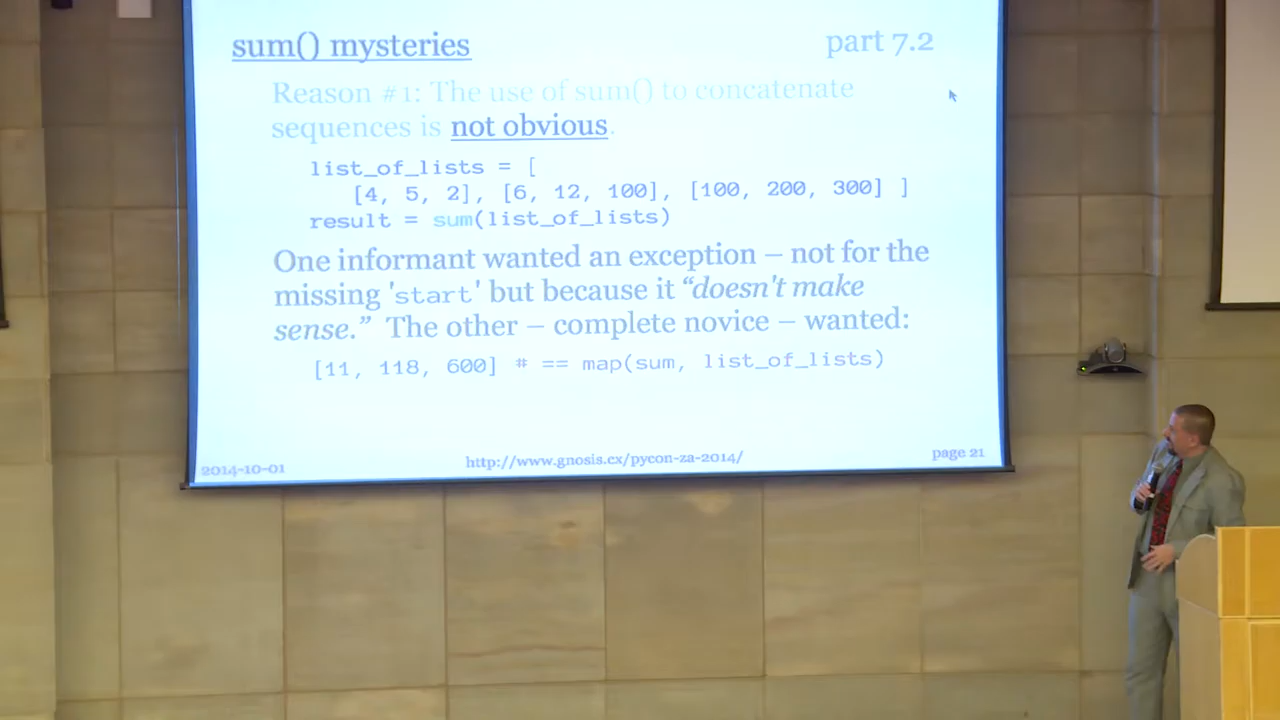 sum() mysteries part 7.2
Reason #1: The use of sum() to concatenate
sequences is not obvious.
list_of_lists = [
[4, 5, 2], [6, 12, 100], [100, 200, 300] ]
result = sum(list_of_lists)
One informant wanted an exception – not for the
missing 'start' but because it “doesn't make
sense.” The other – complete novice – wanted:
[11, 118, 600] # == map(sum, list_of_lists)
2014-10-01 http://www.gnosis.cx/pycon-za-2014/ page 21